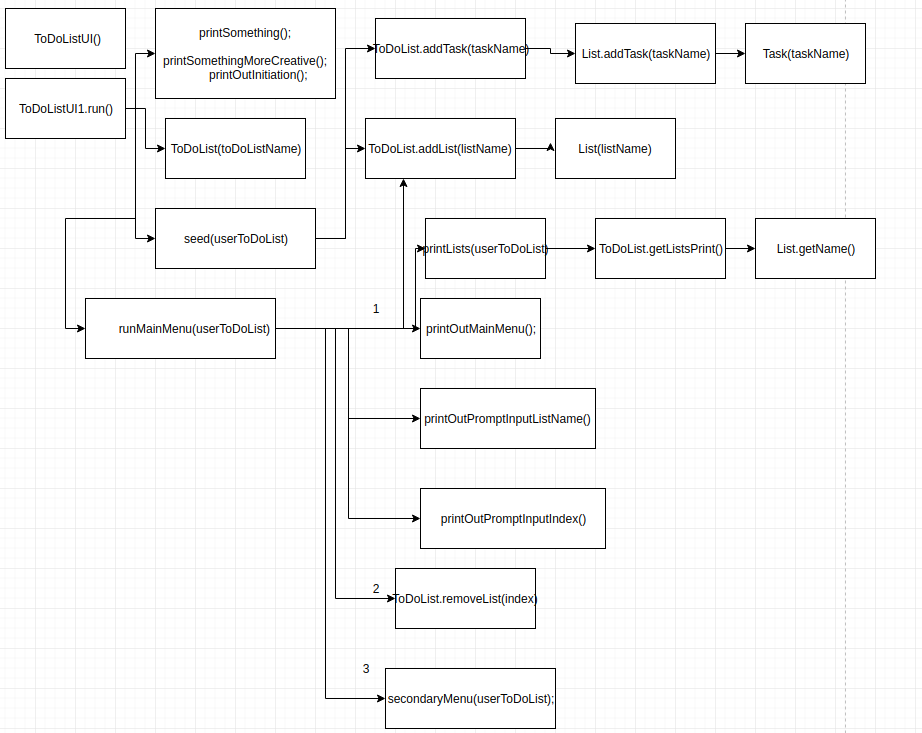 ToDoListUI()
printSomething();
printSomethingMoreCreative();
printOutInitiation();
ToDoList.addTask(taskName)
List.addTask(taskName)
Task(taskName)
ToDoListUI1.run()
ToDoList(toDoListName)
ToDoList.addList(listName)
List(listName)
seed(userToDoList)
printLists(userToDoList)
ToDoList.getListsPrint()
List.getName()
1
runMainMenu(userToDoList)
printOutMainMenu();
printOutPromptInputListName()
printOutPromptInputIndex()
2
ToDoList.removeList(index)
3
secondaryMenu(userToDoList);